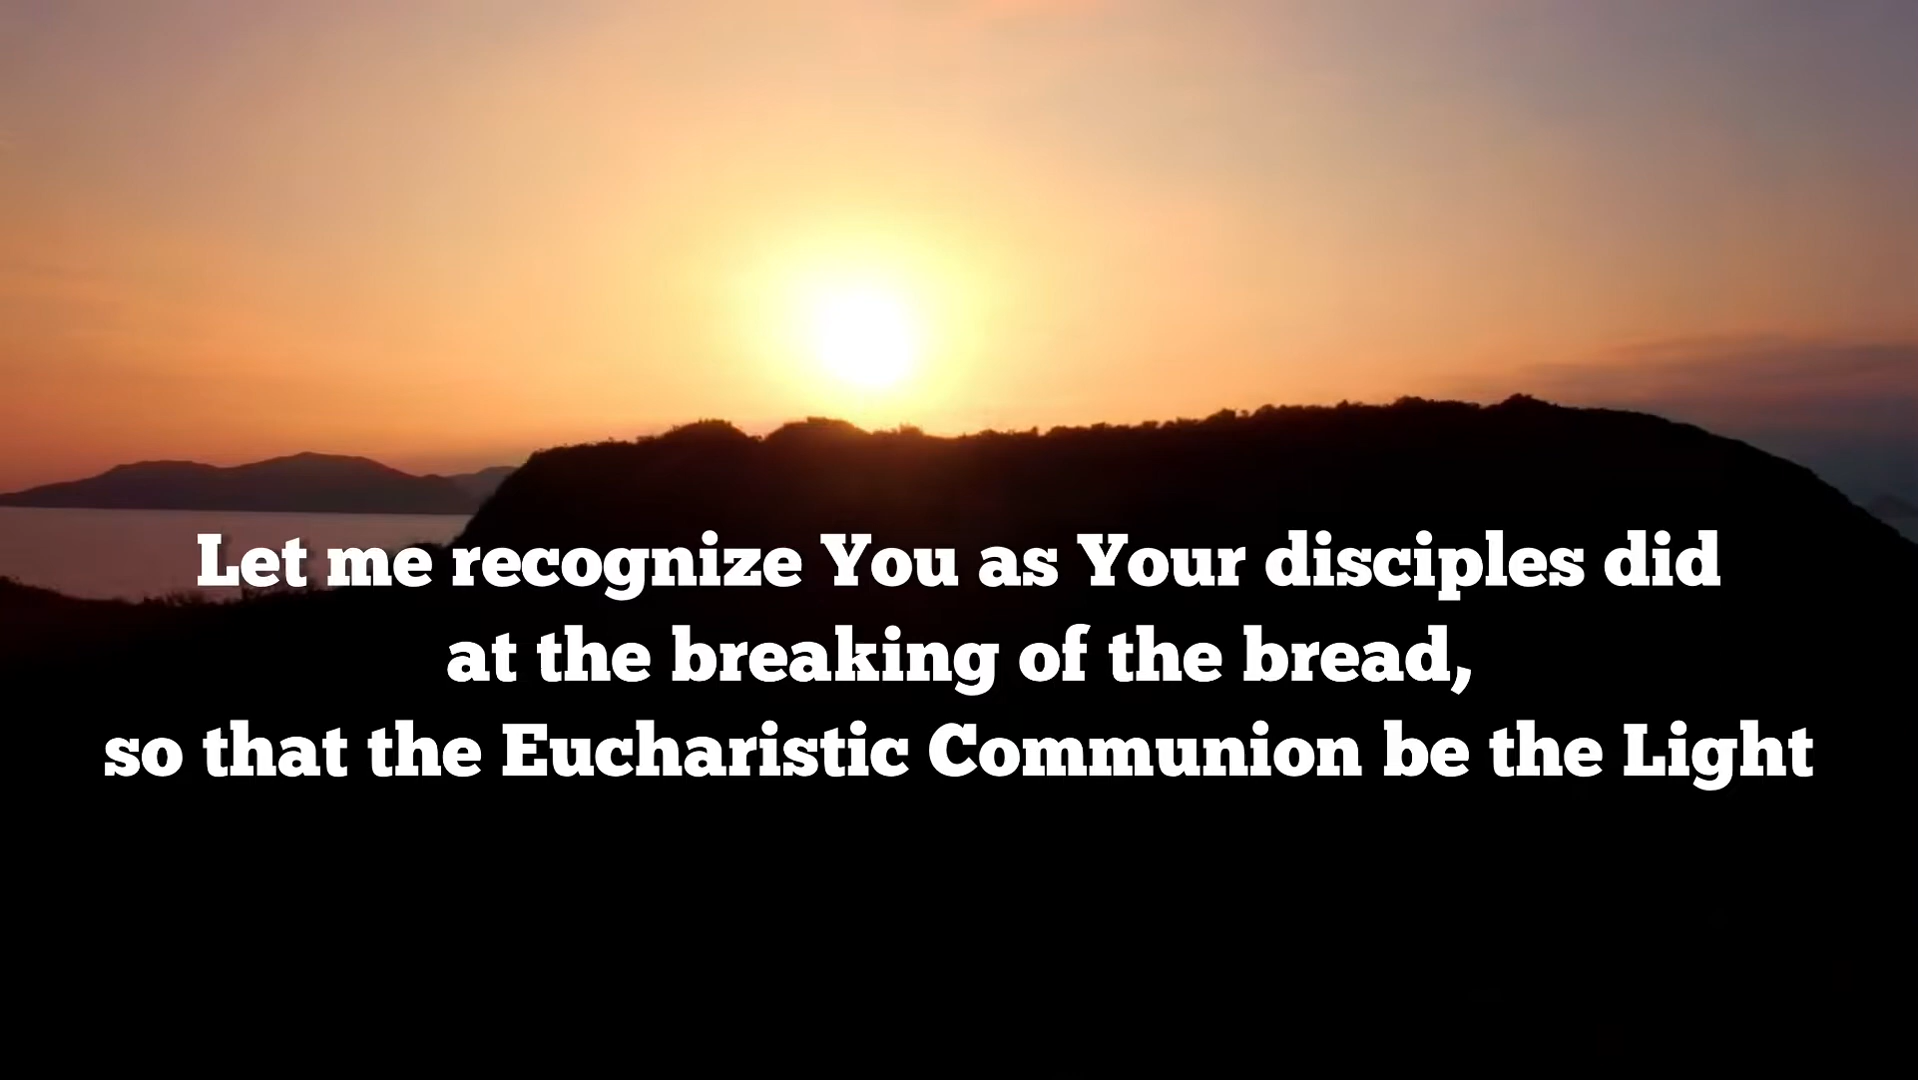 Let me recognize You as Your disciples did
at the breaking of the bread,
so that the Eucharistic Communion be the Light